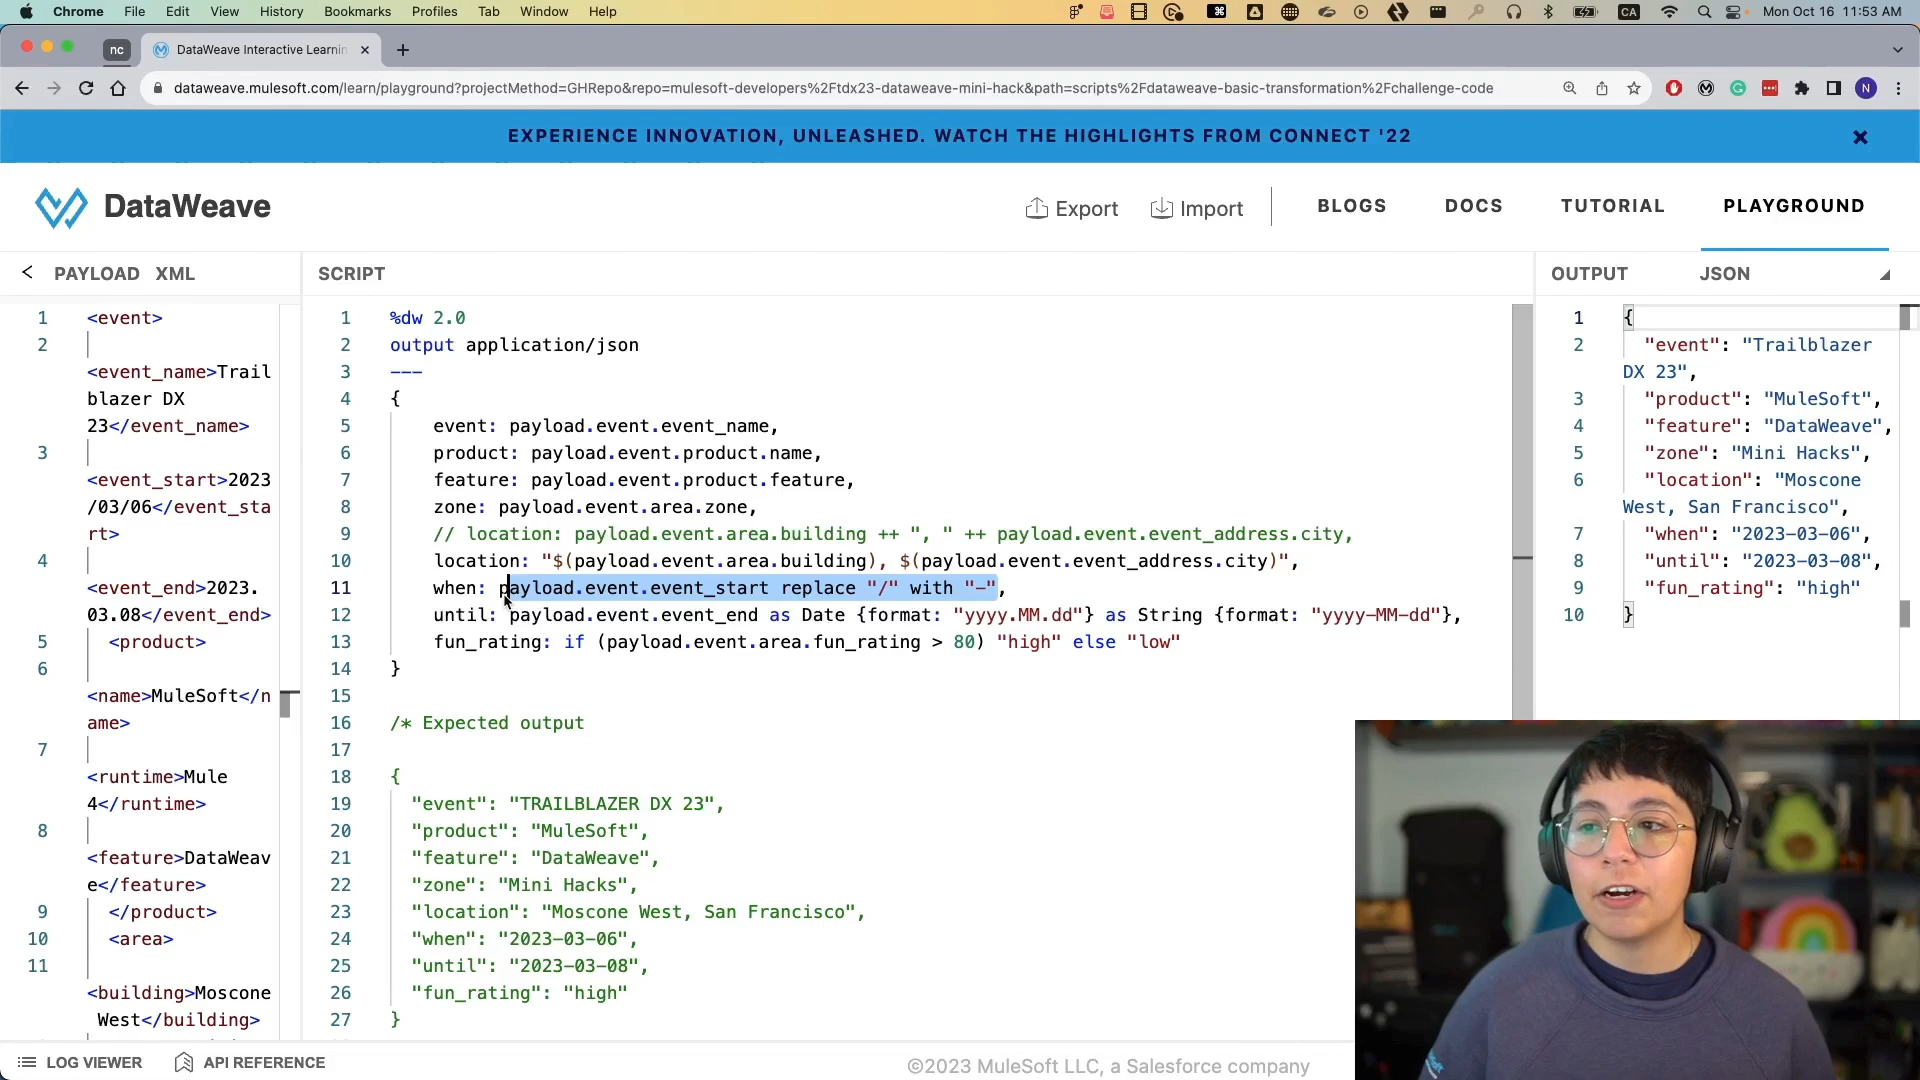 Chrome File Edit View History Bookmarks Profiles Tab Window Help CA Mon Oct 16 11:53 AM
nc DataWeave Interactive Learnin
dataweave.mulesoft.com/learn/playground?projectMethod=GHRepo&repo=mulesoft-developers%2Ftdx23-dataweave-mini-hack&path=scripts%2Fdataweave-basic-transformation%2Fchallenge-code N
EXPERIENCE INNOVATION, UNLEASHED. WATCH THE HIGHLIGHTS FROM CONNECT '22
DataWeave Export Import BLOGS DOCS TUTORIAL PLAYGROUND
PAYLOAD XML
1 <event>
2
<event_name>Trail
blazer DX
23</event_name>
3
<event_start>2023
/03/06</event_sta
rt>
4
<event_end>2023.
03.08</event_end>
5 <product>
6
<name>MuleSoft</n
ame>
7
<runtime>Mule
4</runtime>
8
<feature>DataWeav
e</feature>
9 </product>
10 <area>
11
<building>Moscone
West</building>
SCRIPT
1 %dw 2.0
2 output application/json
3 ---
4 {
5 event: payload.event.event_name,
6 product: payload.event.product.name,
7 feature: payload.event.product.feature,
8 zone: payload.event.area.zone,
9 // location: payload.event.area.building ++ ", " ++ payload.event.event_address.city,
10 location: "$(payload.event.area.building), $(payload.event.event_address.city)",
11 when: payload.event.event_start replace "/" with "-",
12 until: payload.event.event_end as Date {format: "yyyy.MM.dd"} as String {format: "yyyy-MM-dd"},
13 fun_rating: if (payload.event.area.fun_rating > 80) "high" else "low"
14 }
15
16 /* Expected output
17
18 {
19 "event": "TRAILBLAZER DX 23",
20 "product": "MuleSoft",
21 "feature": "DataWeave",
22 "zone": "Mini Hacks",
23 "location": "Moscone West, San Francisco",
24 "when": "2023-03-06",
25 "until": "2023-03-08",
26 "fun_rating": "high"
27 }
OUTPUT JSON
1 {
2 "event": "Trailblazer
DX 23",
3 "product": "MuleSoft",
4 "feature": "DataWeave",
5 "zone": "Mini Hacks",
6 "location": "Moscone
West, San Francisco",
7 "when": "2023-03-06",
8 "until": "2023-03-08",
9 "fun_rating": "high"
10 }
LOG VIEWER API REFERENCE ©2023 MuleSoft LLC, a Salesforce company